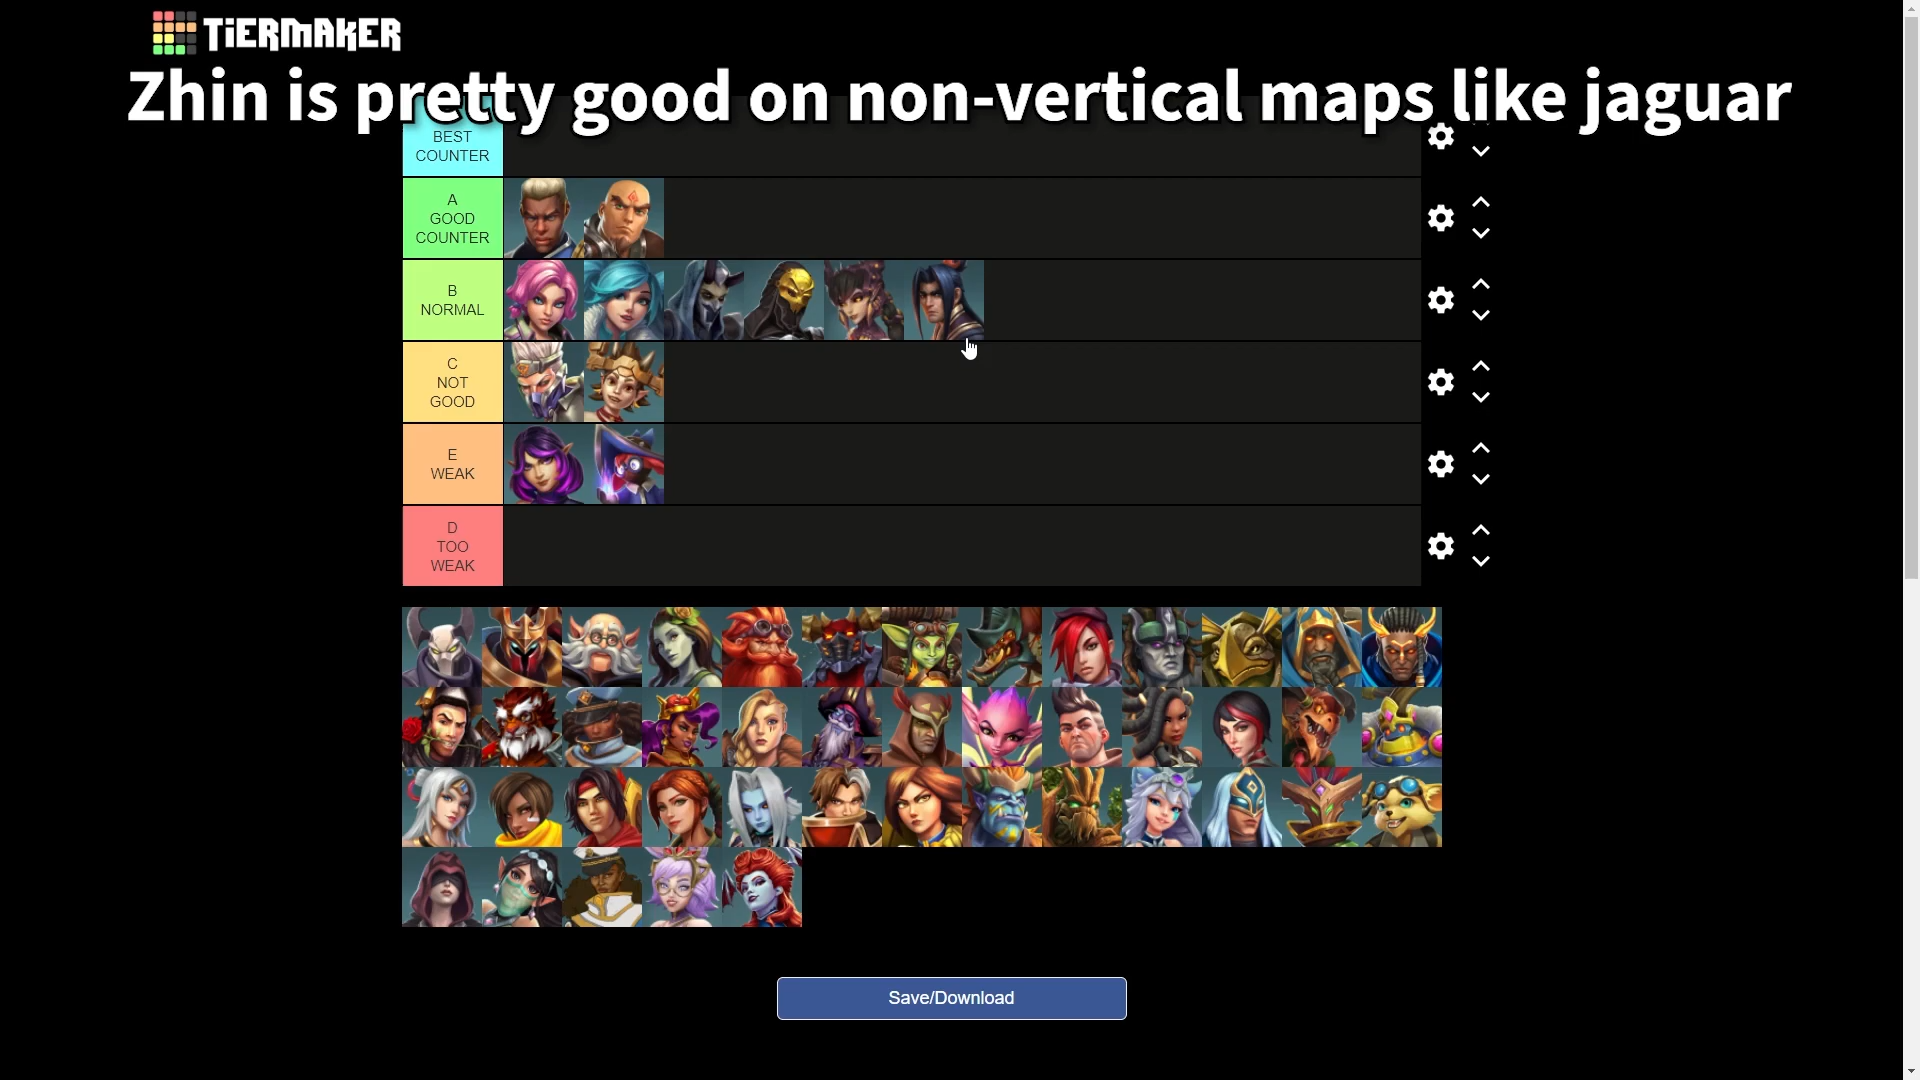 TIERMAKER
Zhin is pretty good on non-vertical maps like jaguar
BEST
COUNTER
A
GOOD
COUNTER
B
NORMAL
C
NOT
GOOD
E
WEAK
D
TOO
WEAK
Save/Download